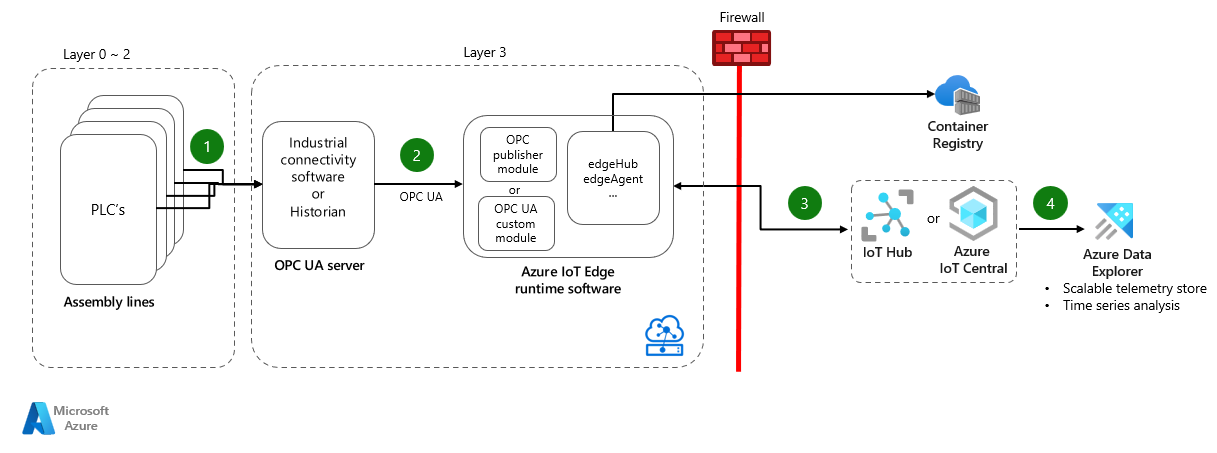 Firewall
Layer 0 ~ 2
Layer 3
1
PLC's
Assembly lines
Industrial
connectivity
software
or
Historian
OPC UA server
2
OPC UA
OPC
publisher
module
or
OPC UA
custom
module
edgeHub
edgeAgent
...
Azure IoT Edge
runtime software
Container
Registry
3
IoT Hub
or
Azure
IoT Central
4
Azure Data
Explorer
• Scalable telemetry store
• Time series analysis
Microsoft
Azure